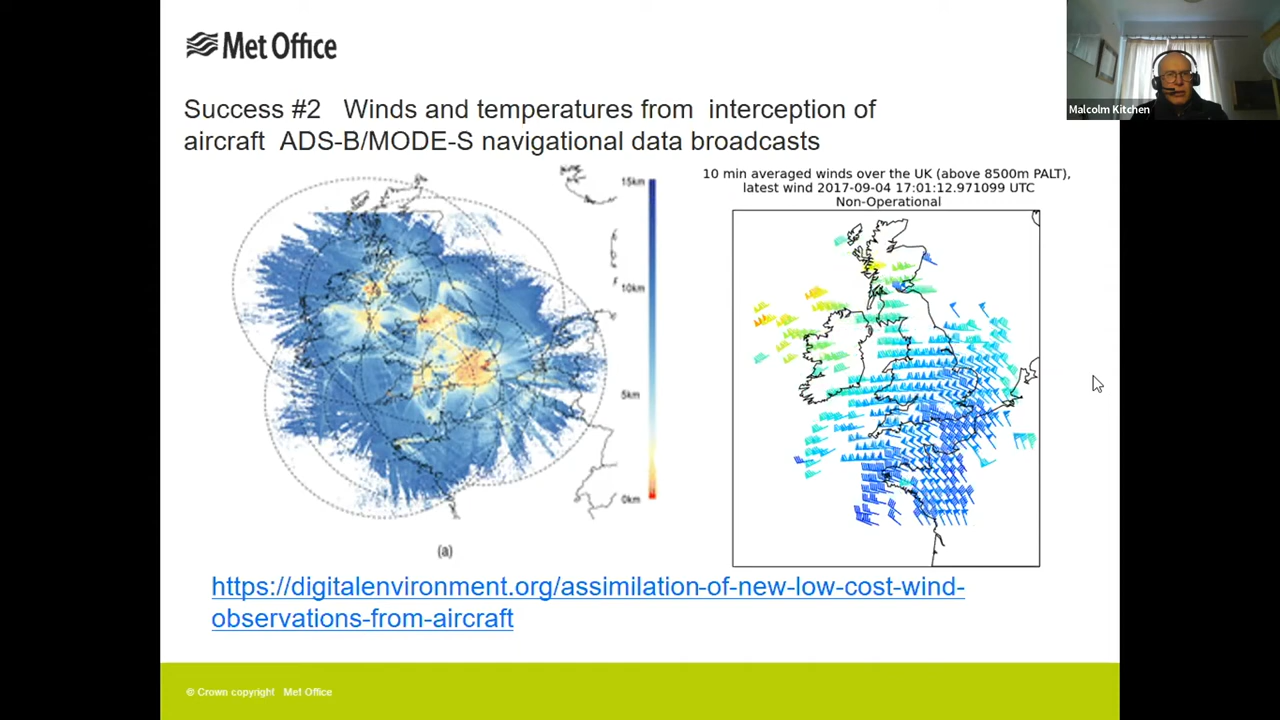 Met Office
Malcolm Kitchen
Success #2 Winds and temperatures from interception of
aircraft ADS-B/MODE-S navigational data broadcasts
15km
10km
5km
0km
(a)
10 min averaged winds over the UK (above 8500m PALT),
latest wind 2017-09-04 17:01:12.971099 UTC
Non-Operational
https://digitalenvironment.org/assimilation-of-new-low-cost-wind-
observations-from-aircraft
© Crown copyright Met Office